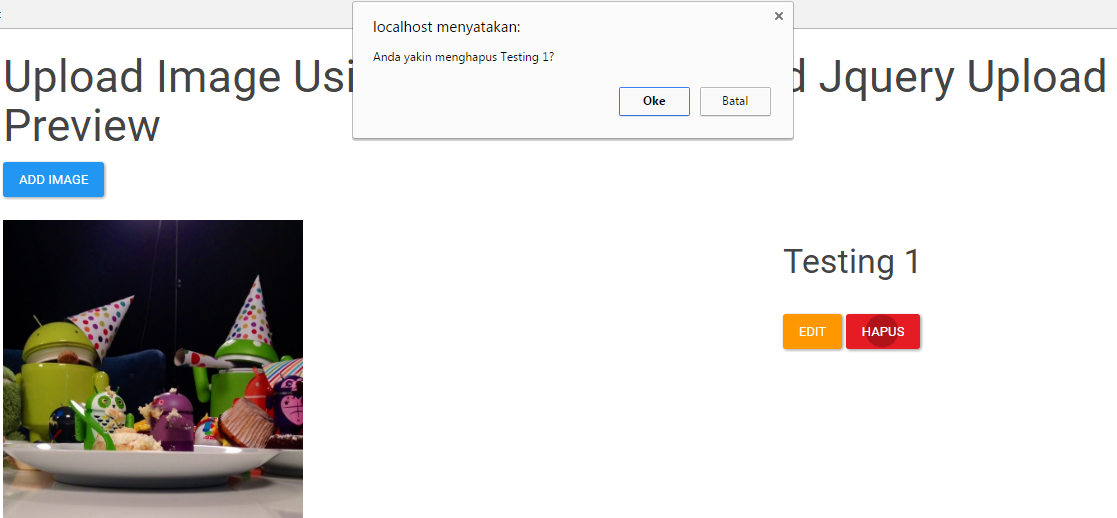 localhost menyatakan:
Anda yakin menghapus Testing 1?
Oke
Batal
Upload Image Usi
d Jquery Upload
Preview
ADD IMAGE
Testing 1
EDIT
HAPUS